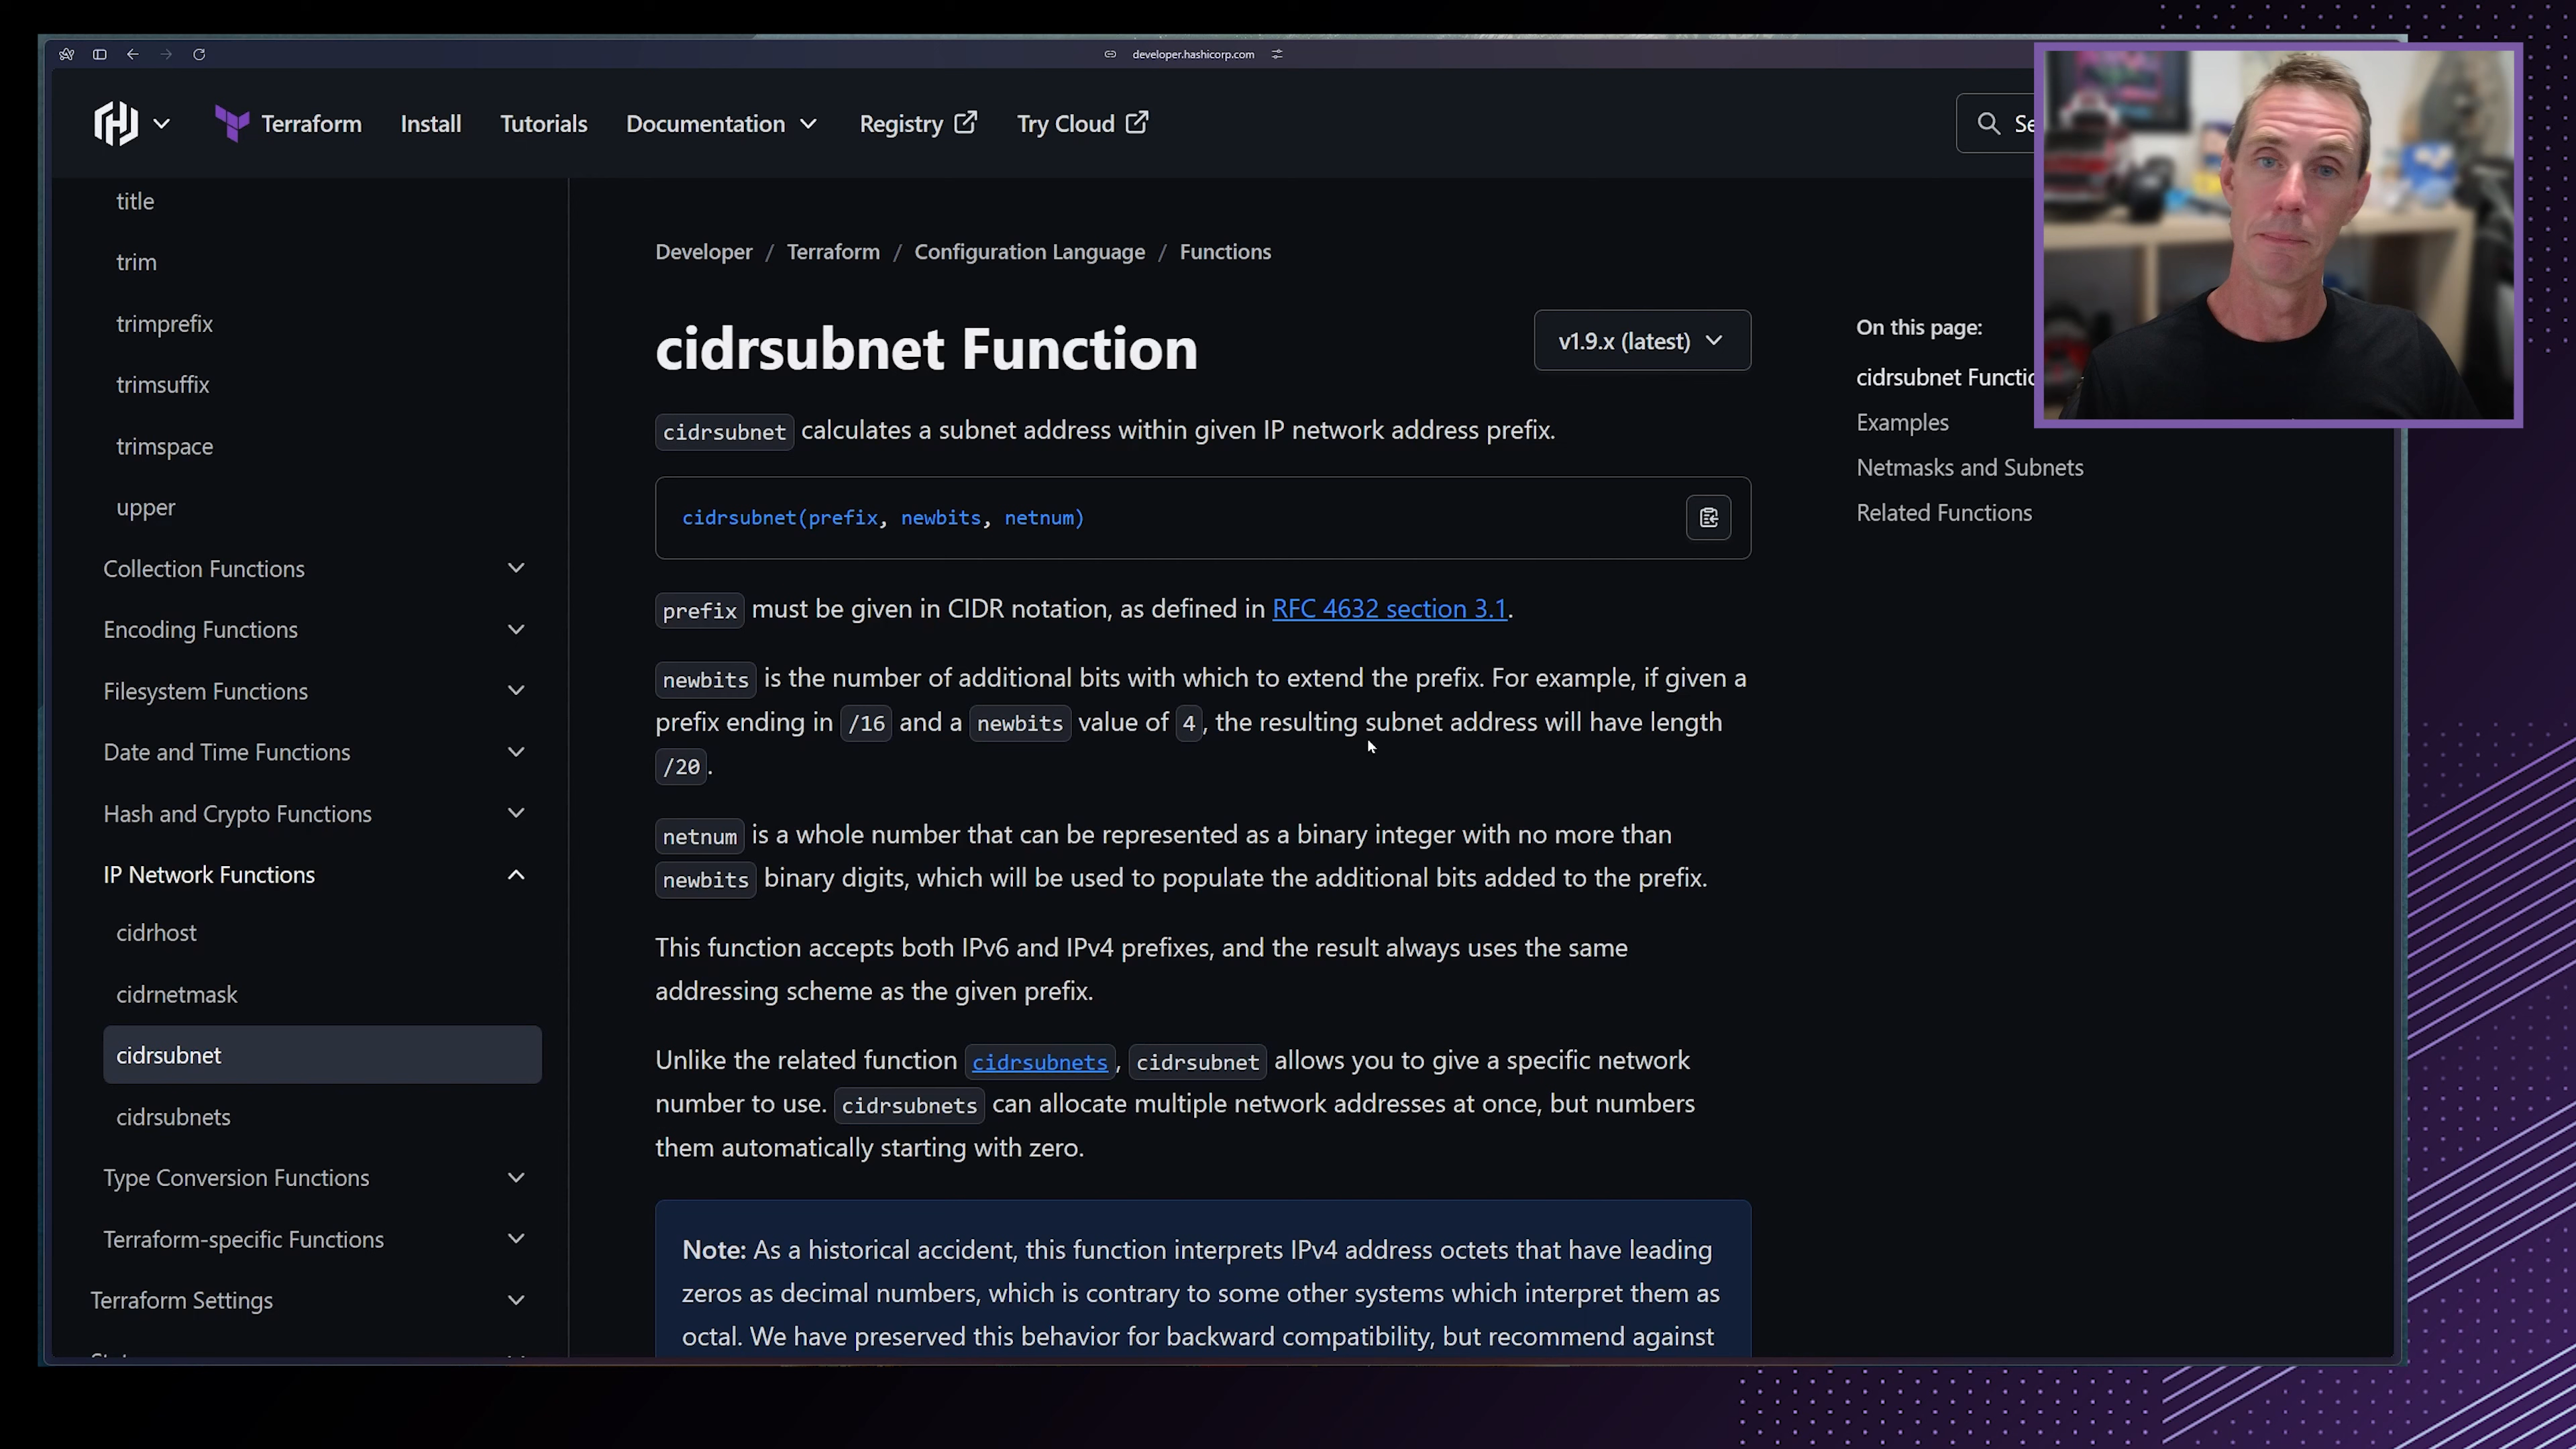 developer.hashicorp.com
Terraform Install Tutorials Documentation Registry Try Cloud
title
trim
trimprefix
trimsuffix
trimspace
upper
Collection Functions
Encoding Functions
Filesystem Functions
Date and Time Functions
Hash and Crypto Functions
IP Network Functions
cidrhost
cidrnetmask
cidrsubnet
cidrsubnets
Type Conversion Functions
Terraform-specific Functions
Terraform Settings
Developer / Terraform / Configuration Language / Functions
cidrsubnet Function
v1.9.x (latest)
cidrsubnet calculates a subnet address within given IP network address prefix.
cidrsubnet(prefix, newbits, netnum)
prefix must be given in CIDR notation, as defined in RFC 4632 section 3.1.
newbits is the number of additional bits with which to extend the prefix. For example, if given a
prefix ending in /16 and a newbits value of 4, the resulting subnet address will have length
/20.
netnum is a whole number that can be represented as a binary integer with no more than
newbits binary digits, which will be used to populate the additional bits added to the prefix.
This function accepts both IPv6 and IPv4 prefixes, and the result always uses the same
addressing scheme as the given prefix.
Unlike the related function cidrsubnets, cidrsubnet allows you to give a specific network
number to use. cidrsubnets can allocate multiple network addresses at once, but numbers
them automatically starting with zero.
Note: As a historical accident, this function interprets IPv4 address octets that have leading
zeros as decimal numbers, which is contrary to some other systems which interpret them as
octal. We have preserved this behavior for backward compatibility, but recommend against
On this page:
cidrsubnet Functio
Examples
Netmasks and Subnets
Related Functions